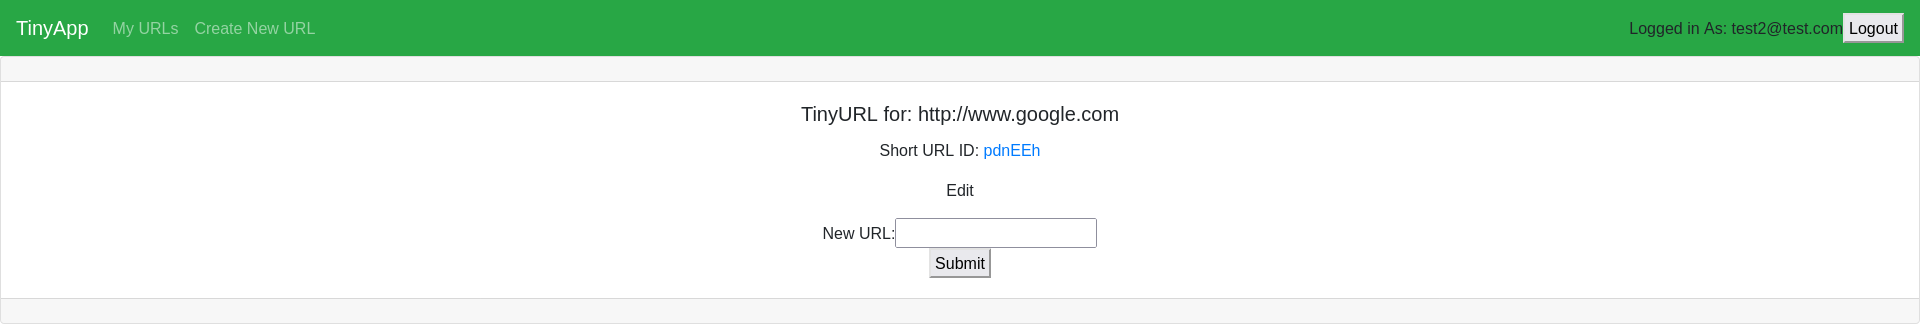 TinyApp My URLs Create New URL Logged in As: test2@test.com Logout
TinyURL for: http://www.google.com
Short URL ID: pdnEEh
Edit
New URL:
Submit